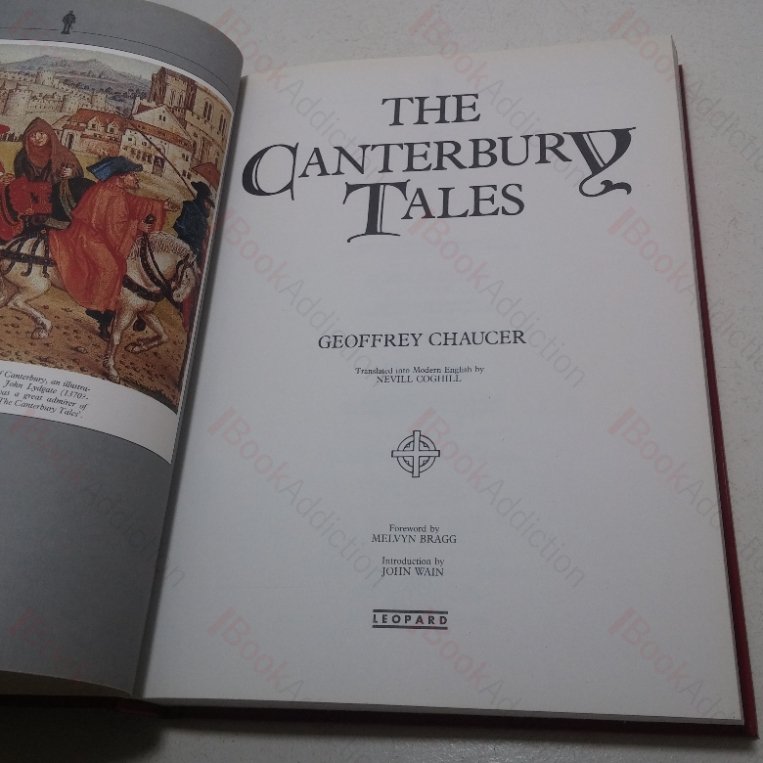 f Canterbury, an illustra-
John Lydgate (1370?-
was a great admirer of
The Canterbury Tales'.
THE
CANTERBURY
TALES
GEOFFREY CHAUCER
Translated into Modern English by
NEVILL COGHILL
Foreword by
MELVYN BRAGG
Introduction by
JOHN WAIN
LEOPARD
BookAddiction